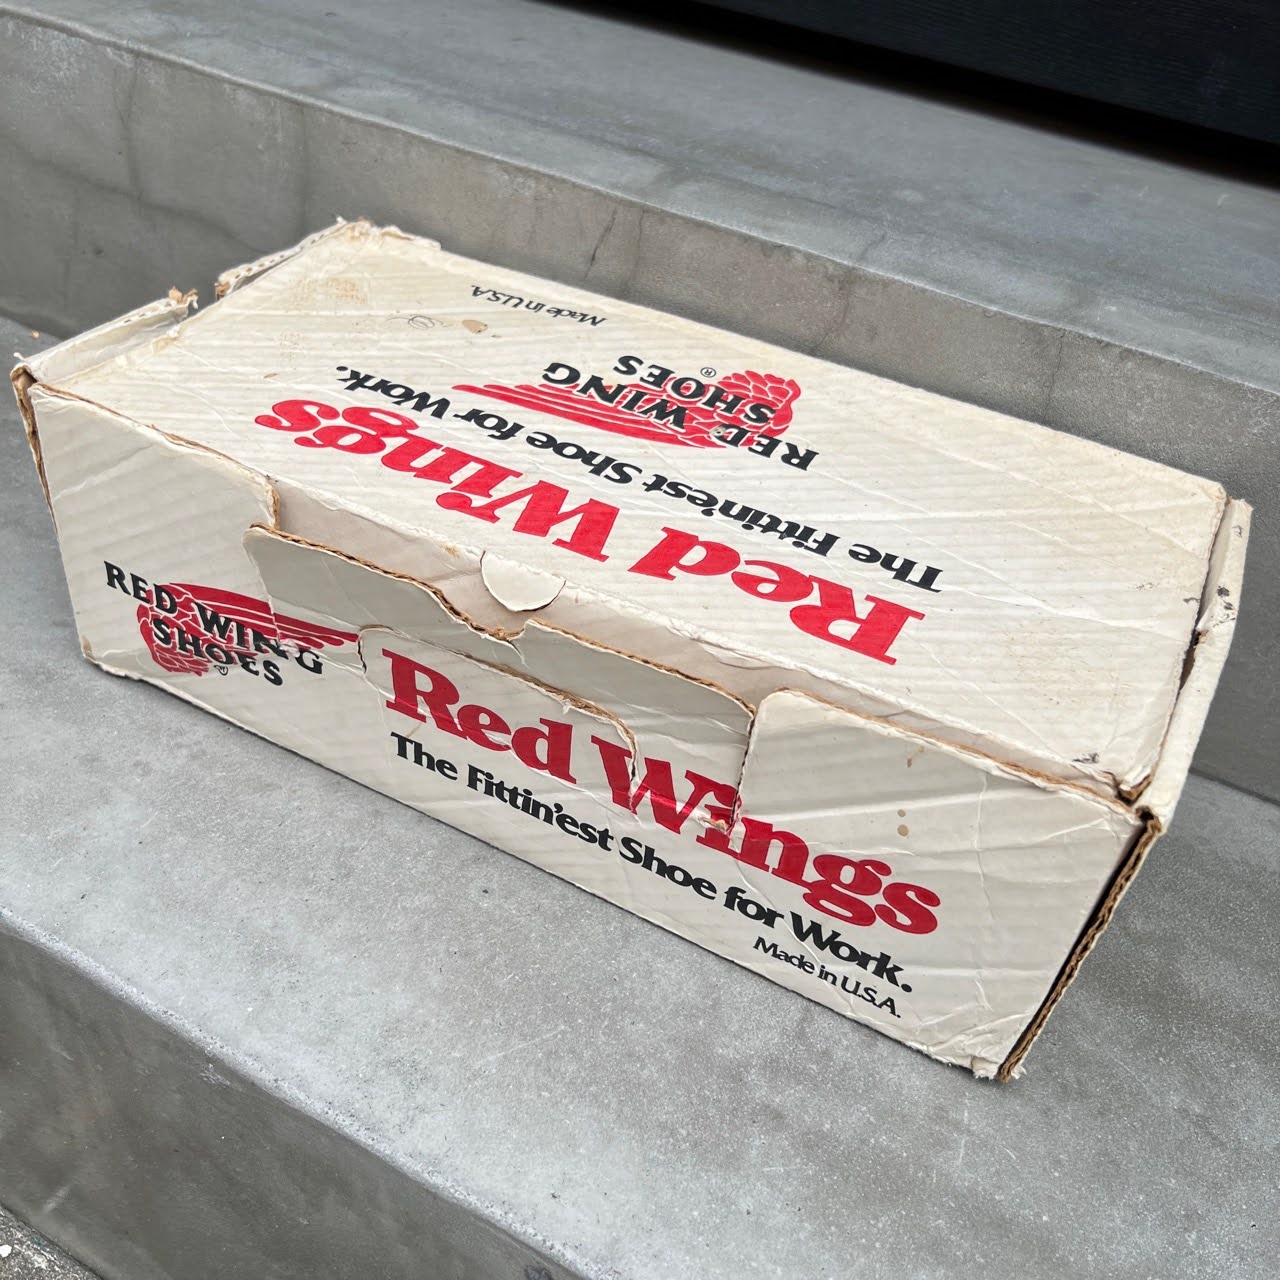 Made in U.S.A.
RED WING
SHOES
®
The Fittin'est Shoe for Work.
Red Wings
RED WING
SHOES
®
Red Wings
The Fittin'est Shoe for Work.
Made in U.S.A.